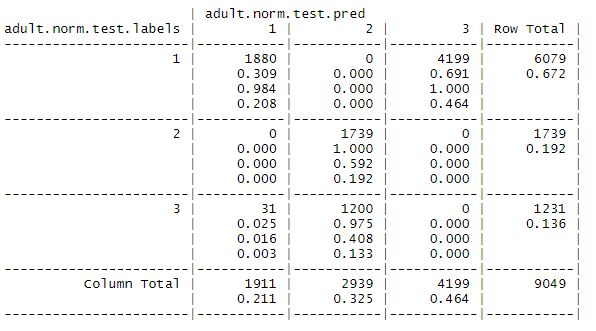 | adult.norm.test.pred
adult.norm.test.labels |         1 |         2 |         3 | Row Total |
-----------------------|-----------|-----------|-----------|-----------|
                     1 |      1880 |         0 |      4199 |      6079 |
                       |     0.309 |     0.000 |     0.691 |     0.672 |
                       |     0.984 |     0.000 |     1.000 |           |
                       |     0.208 |     0.000 |     0.464 |           |
-----------------------|-----------|-----------|-----------|-----------|
                     2 |         0 |      1739 |         0 |      1739 |
                       |     0.000 |     1.000 |     0.000 |     0.192 |
                       |     0.000 |     0.592 |     0.000 |           |
                       |     0.000 |     0.192 |     0.000 |           |
-----------------------|-----------|-----------|-----------|-----------|
                     3 |        31 |      1200 |         0 |      1231 |
                       |     0.025 |     0.975 |     0.000 |     0.136 |
                       |     0.016 |     0.408 |     0.000 |           |
                       |     0.003 |     0.133 |     0.000 |           |
-----------------------|-----------|-----------|-----------|-----------|
          Column Total |      1911 |      2939 |      4199 |      9049 |
                       |     0.211 |     0.325 |     0.464 |           |
-----------------------|-----------|-----------|-----------|-----------|